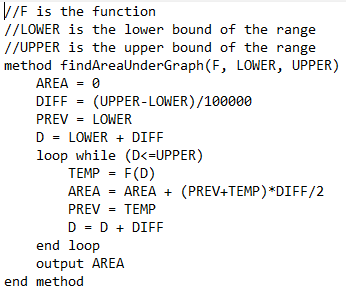 //F is the function
//LOWER is the lower bound of the range
//UPPER is the upper bound of the range
method findAreaUnderGraph(F, LOWER, UPPER)
    AREA = 0
    DIFF = (UPPER-LOWER)/100000
    PREV = LOWER
    D = LOWER + DIFF
    loop while (D<=UPPER)
        TEMP = F(D)
        AREA = AREA + (PREV+TEMP)*DIFF/2
        PREV = TEMP
        D = D + DIFF
    end loop
    output AREA
end method